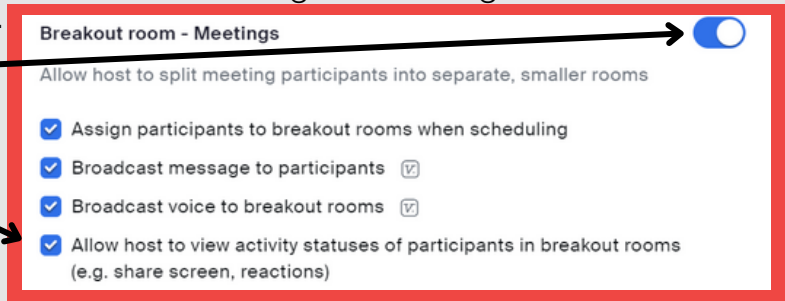 Breakout room - Meetings
Allow host to split meeting participants into separate, smaller rooms
Assign participants to breakout rooms when scheduling
Broadcast message to participants
Broadcast voice to breakout rooms
Allow host to view activity statuses of participants in breakout rooms
(e.g. share screen, reactions)